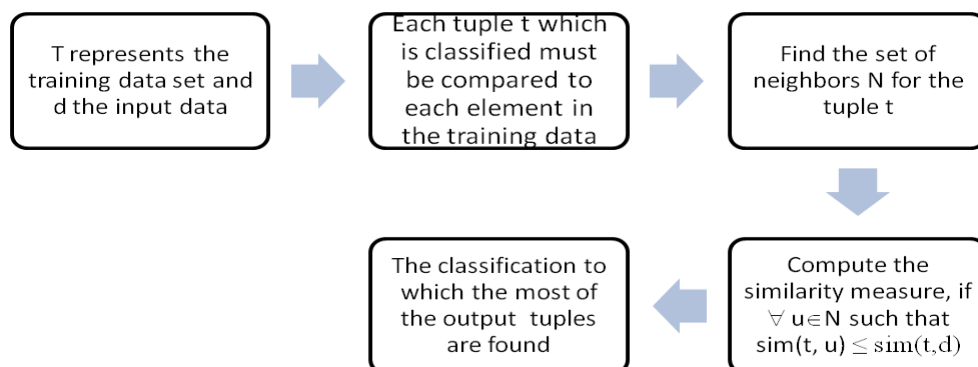 T represents the
training data set and
d the input data
Each tuple t which
is classified must
be compared to
each element in
the training data
Find the set of
neighbors N for the
tuple t
Compute the
similarity measure, if
∀ u∈N such that
sim(t, u) ≤ sim(t,d)
The classification to
which the most of
the output tuples
are found